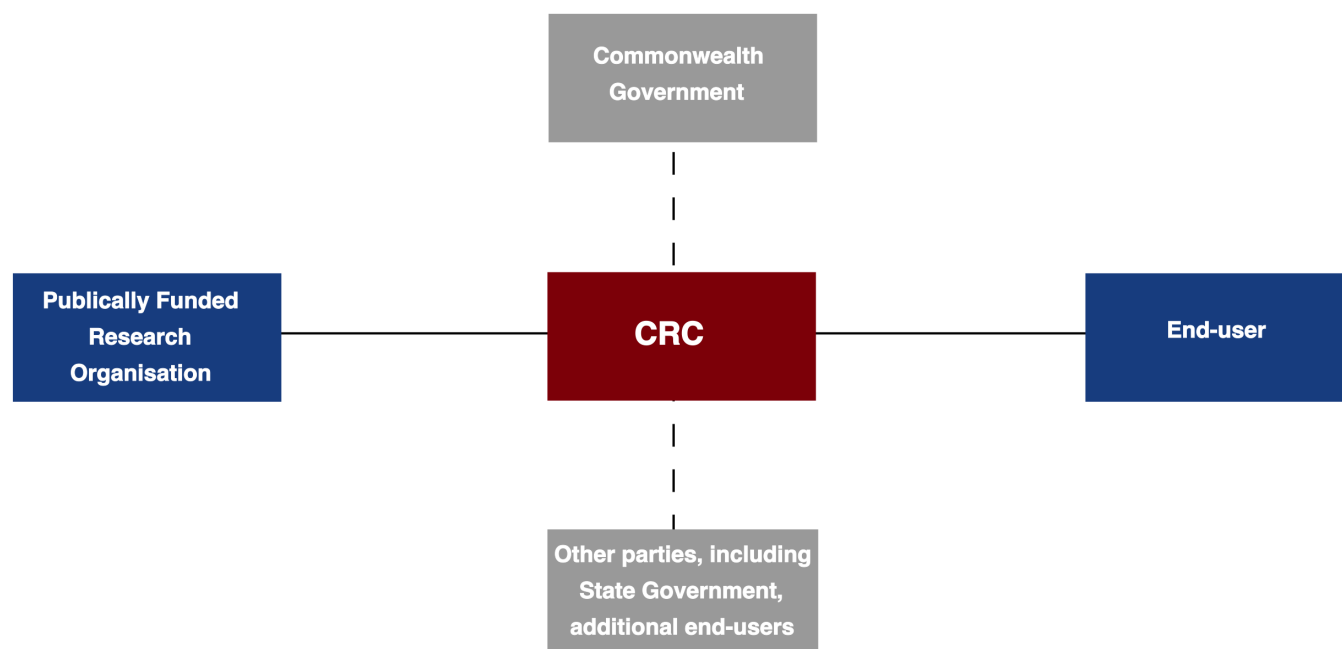 Commonwealth
Government
Publically Funded
Research
Organisation
CRC
End-user
Other parties, including
State Government,
additional end-users